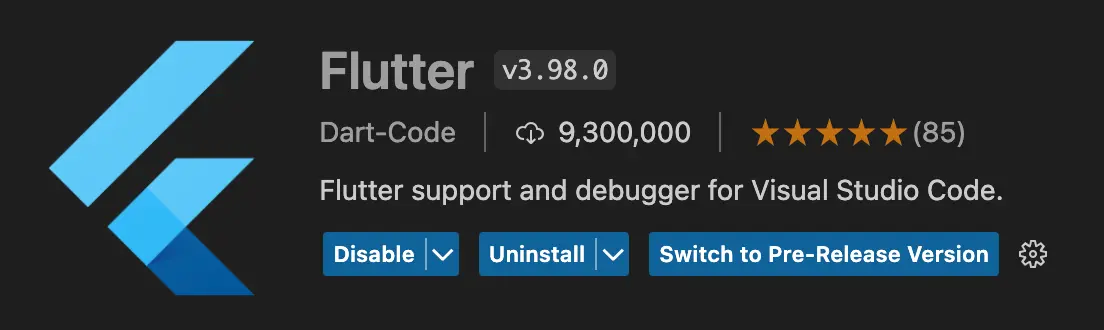 Flutter v3.98.0
Dart-Code 9,300,000 (85)
Flutter support and debugger for Visual Studio Code.
Disable Uninstall Switch to Pre-Release Version